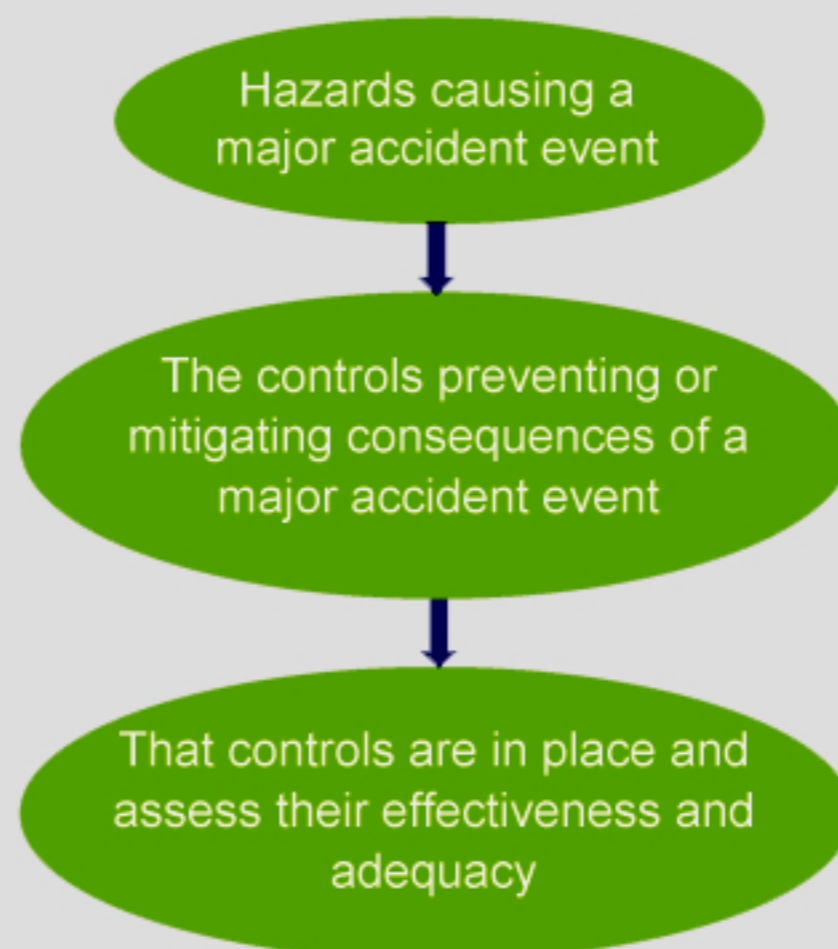 Hazards causing a
major accident event
The controls preventing or
mitigating consequences of a
major accident event
That controls are in place and
assess their effectiveness and
adequacy